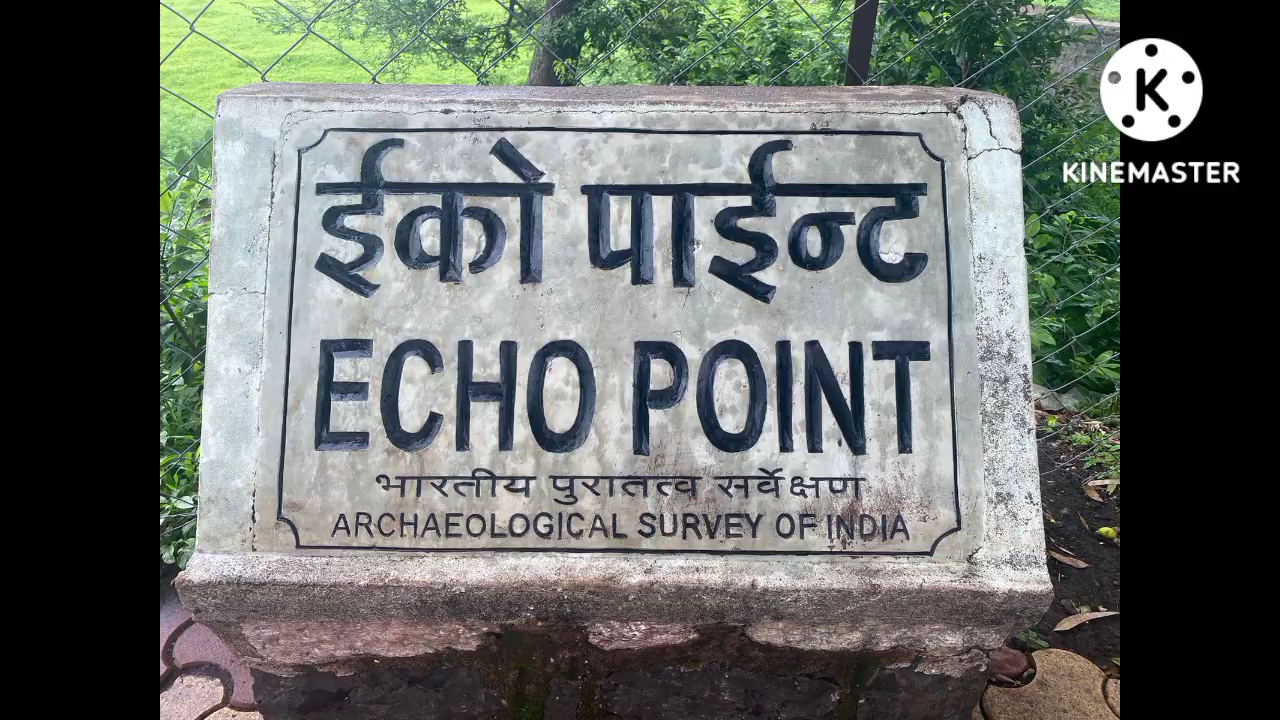 ईको पाईन्ट
ECHO POINT
भारतीय पुरातत्व सर्वेक्षण
ARCHAEOLOGICAL SURVEY OF INDIA
K
KINEMASTER